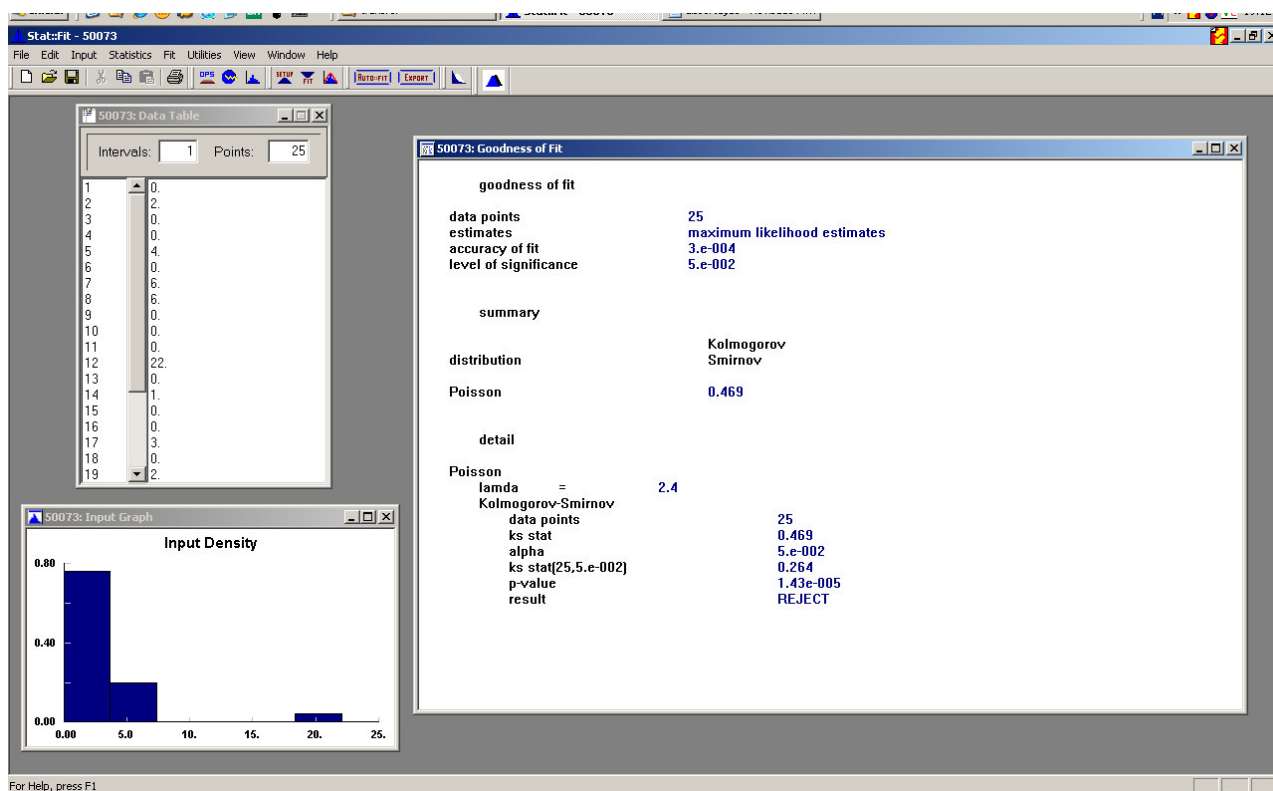 Stat::Fit - 50073
File Edit Input Statistics Fit Utilities View Window Help
OPS SETUP FIT AUTO::FIT EXPORT
50073: Data Table
Intervals: 1 Points: 25
1 0.
2 2.
3 0.
4 0.
5 4.
6 0.
7 6.
8 6.
9 0.
10 0.
11 0.
12 22.
13 0.
14 1.
15 0.
16 0.
17 3.
18 0.
19 2.
50073: Input Graph
Input Density
0.80
0.40
0.00
0.00 5.0 10. 15. 20. 25.
50073: Goodness of Fit
goodness of fit
data points 25
estimates maximum likelihood estimates
accuracy of fit 3.e-004
level of significance 5.e-002
summary
Kolmogorov
distribution Smirnov
Poisson 0.469
detail
Poisson
lamda = 2.4
Kolmogorov-Smirnov
data points 25
ks stat 0.469
alpha 5.e-002
ks stat(25,5.e-002) 0.264
p-value 1.43e-005
result REJECT
For Help, press F1